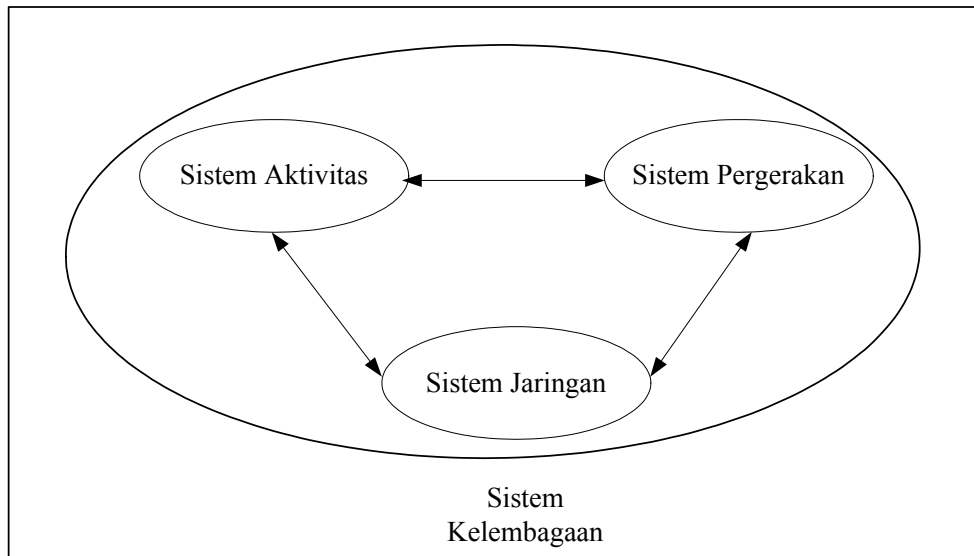 Sistem Aktivitas
Sistem Pergerakan
Sistem Jaringan
Sistem
Kelembagaan